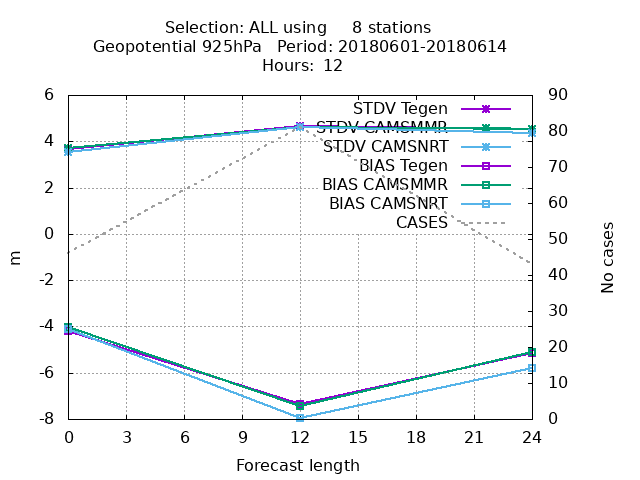 Selection: ALL using     8 stations
Geopotential 925hPa   Period: 20180601-20180614
Hours: 12
6 90
STDV Tegen
STDV CAMSMMR
80
4
STDV CAMSNRT
BIAS Tegen
70
2
BIAS CAMSMMR
BIAS CAMSNRT
60
CASES
0
50
m
No cases
-2
40
30
-4
20
-6
10
-8 0
0 3 6 9 12 15 18 21 24
Forecast length